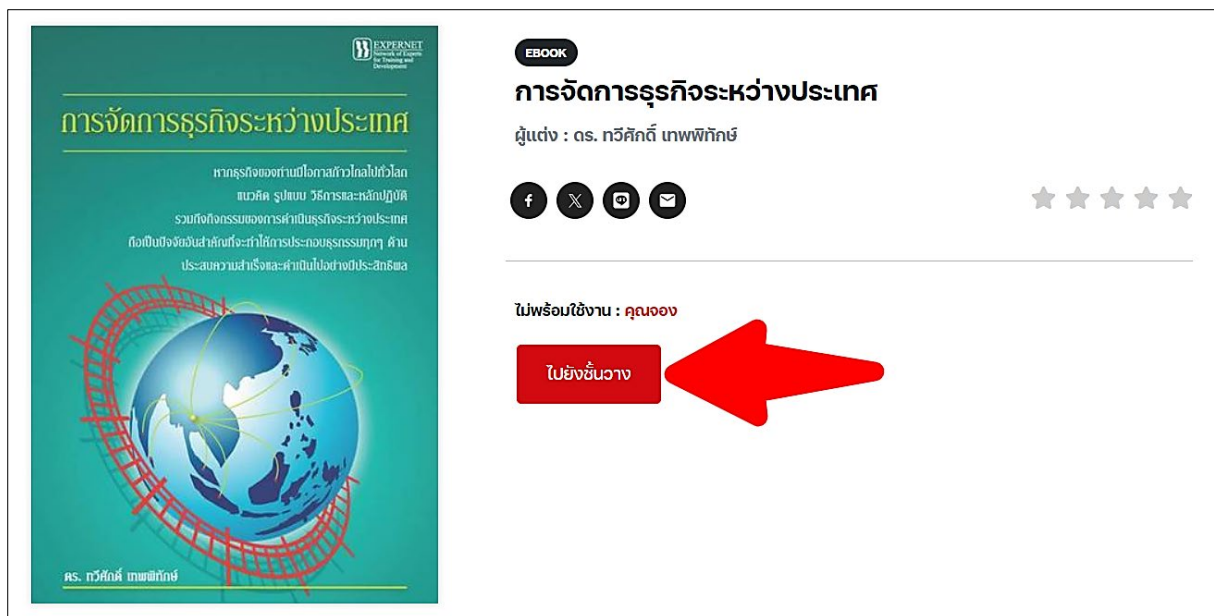 EXPERNET
Network of Experts
for Training and
Development
การจัดการธุรกิจระหว่างประเทศ
หากธุรกิจของท่านมีโอกาสก้าวไกลไปทั่วโลก
แนวคิด รูปแบบ วิธีการและหลักปฏิบัติ
รวมถึงกิจกรรมของการดำเนินธุรกิจระหว่างประเทศ
ถือเป็นปัจจัยอันสำคัญที่จะทำให้การประกอบธุรกรรมทุกๆ ด้าน
ประสบความสำเร็จและดำเนินไปอย่างมีประสิทธิผล
ดร. ทวีศักดิ์ เทพพิทักษ์
EBOOK
การจัดการธุรกิจระหว่างประเทศ
ผู้แต่ง : ดร. ทวีศักดิ์ เทพพิทักษ์
ไม่พร้อมใช้งาน : คุณจอง
ไปยังชั้นวาง